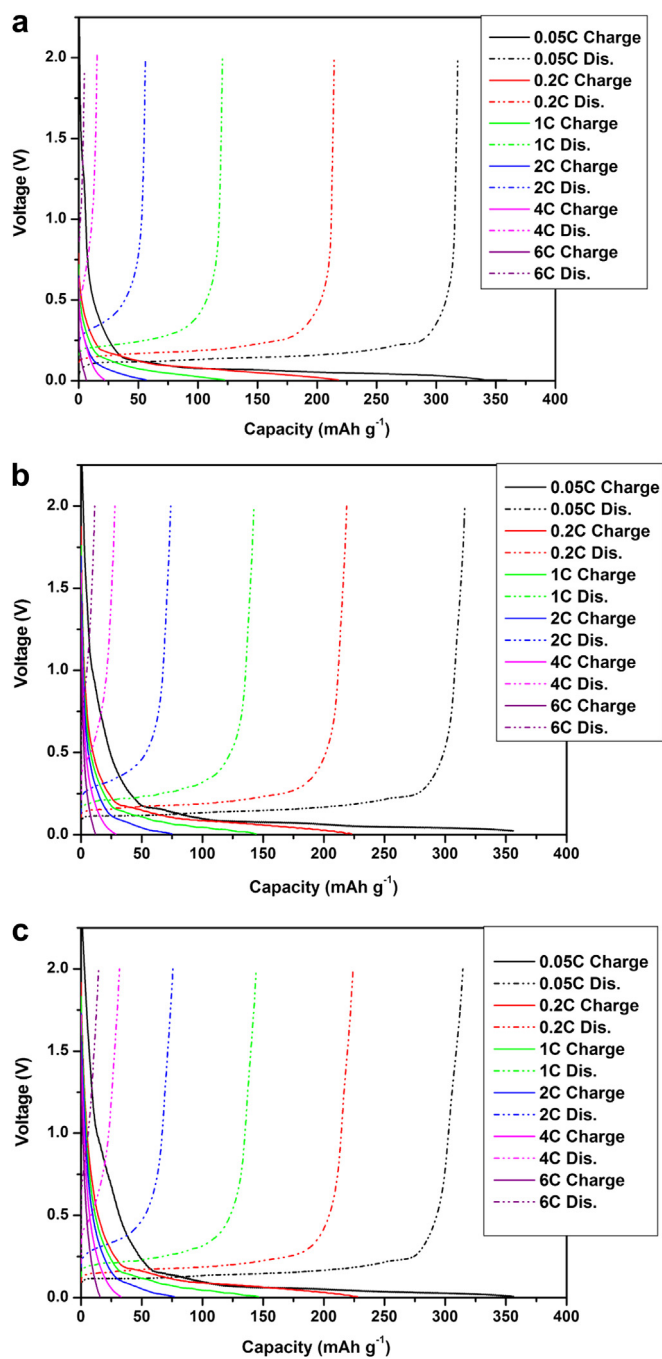 a
2.0
1.5
1.0
0.5
0.0
Voltage (V)
0 50 100 150 200 250 300 350 400
Capacity (mAh g⁻¹)
0.05C Charge
0.05C Dis.
0.2C Charge
0.2C Dis.
1C Charge
1C Dis.
2C Charge
2C Dis.
4C Charge
4C Dis.
6C Charge
6C Dis.
b
2.0
1.5
1.0
0.5
0.0
Voltage (V)
0 50 100 150 200 250 300 350 400
Capacity (mAh g⁻¹)
0.05C Charge
0.05C Dis.
0.2C Charge
0.2C Dis.
1C Charge
1C Dis.
2C Charge
2C Dis.
4C Charge
4C Dis.
6C Charge
6C Dis.
c
2.0
1.5
1.0
0.5
0.0
Voltage (V)
0 50 100 150 200 250 300 350 400
Capacity (mAh g⁻¹)
0.05C Charge
0.05C Dis.
0.2C Charge
0.2C Dis.
1C Charge
1C Dis.
2C Charge
2C Dis.
4C Charge
4C Dis.
6C Charge
6C Dis.